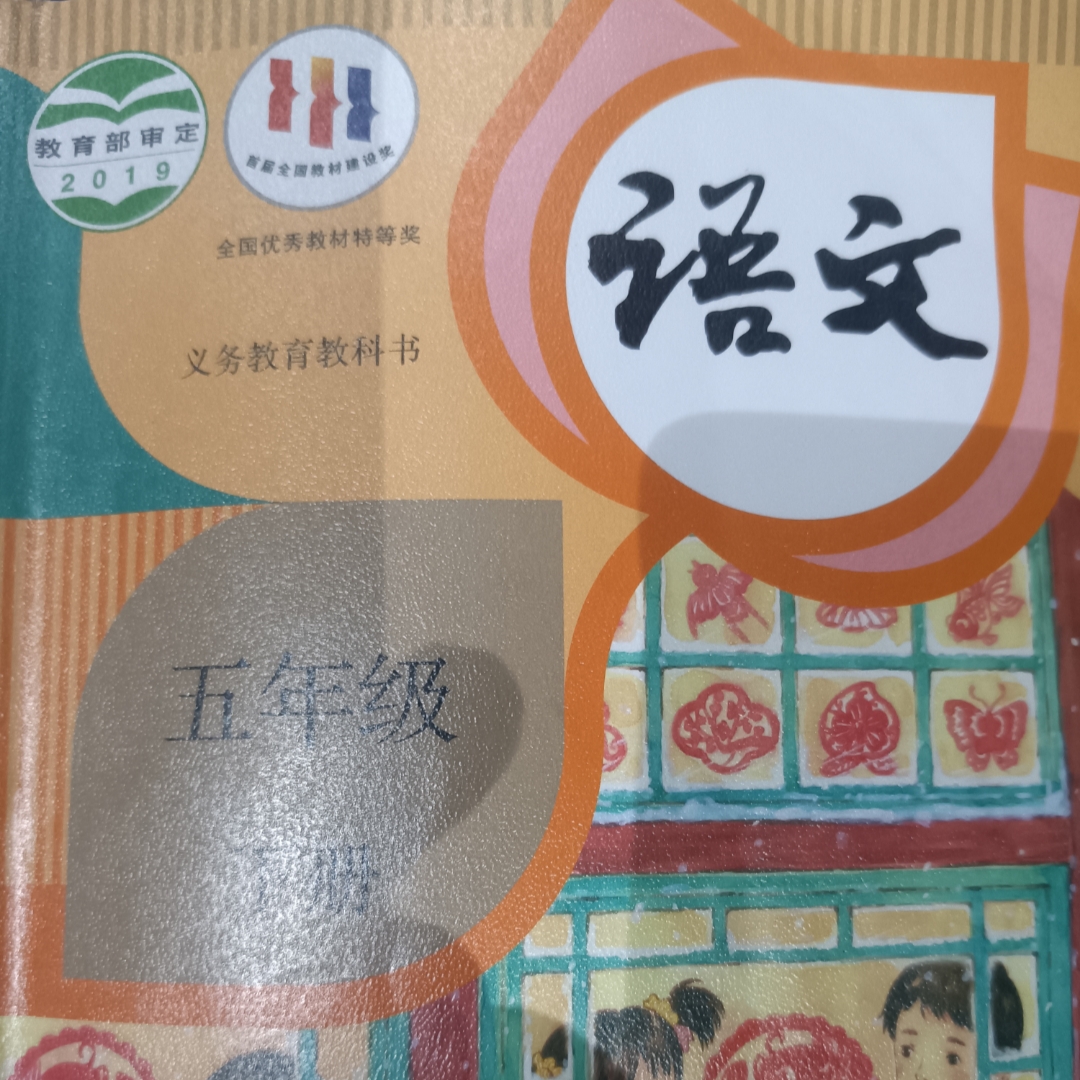 教育部审定
2019
首届全国教材建设奖
全国优秀教材特等奖
语文
义务教育教科书
五年级
下册